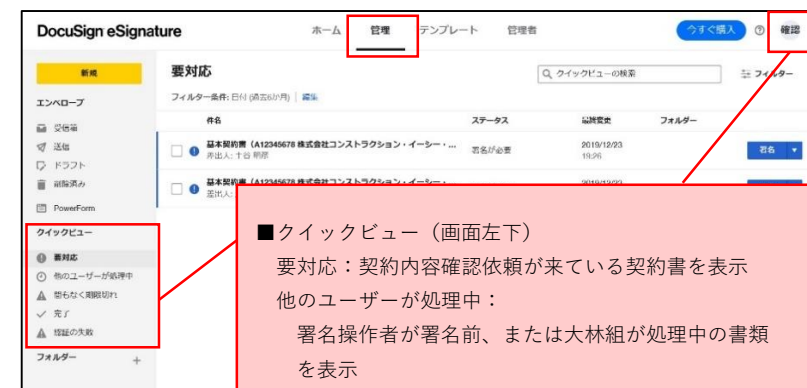 DocuSign eSignature
ホーム 管理 テンプレート 管理者 今すぐ購入 確認
新規
要対応
クイックビューの検索 フィルター
フィルター条件: 日付 (過去6か月) | 編集
エンベロープ
件名 ステータス 最終変更 フォルダー
受信箱
送信
ドラフト
削除済み
PowerForm
基本契約書 (A12345678 株式会社コンストラクション・イーシー・...
差出人: 十谷
署名が必要
2019/12/23
19:26
署名
基本契約書 (A12345678 株式会社コンストラクション・イーシー・
差出人:
クイックビュー
要対応
他のユーザーが処理中
間もなく期限切れ
完了
認証の失敗
フォルダー +
■クイックビュー（画面左下）
要対応：契約内容確認依頼が来ている契約書を表示
他のユーザーが処理中：
署名操作者が署名前、または大林組が処理中の書類
を表示